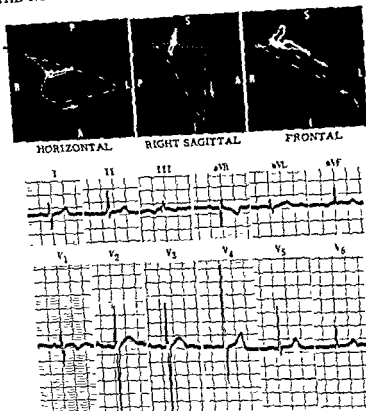 P S S
R L P A R L
A I
HORIZONTAL RIGHT SAGITTAL FRONTAL
I II III aVR aVL aVF
V1 V2 V3 V4 V5 V6